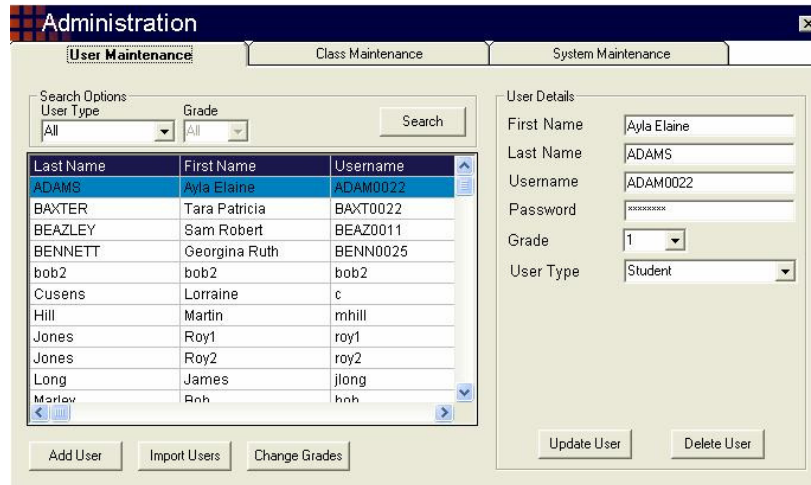 Administration
User Maintenance Class Maintenance System Maintenance
Search Options
User Type Grade
All All Search
Last Name First Name Username
ADAMS Ayla Elaine ADAM0022
BAXTER Tara Patricia BAXT0022
BEAZLEY Sam Robert BEAZ0011
BENNETT Georgina Ruth BENN0025
bob2 bob2 bob2
Cusens Lorraine c
Hill Martin mhill
Jones Roy1 roy1
Jones Roy2 roy2
Long James jlong
Marley Bob bob
Add User Import Users Change Grades
User Details
First Name Ayla Elaine
Last Name ADAMS
Username ADAM0022
Password ********
Grade 1
User Type Student
Update User Delete User